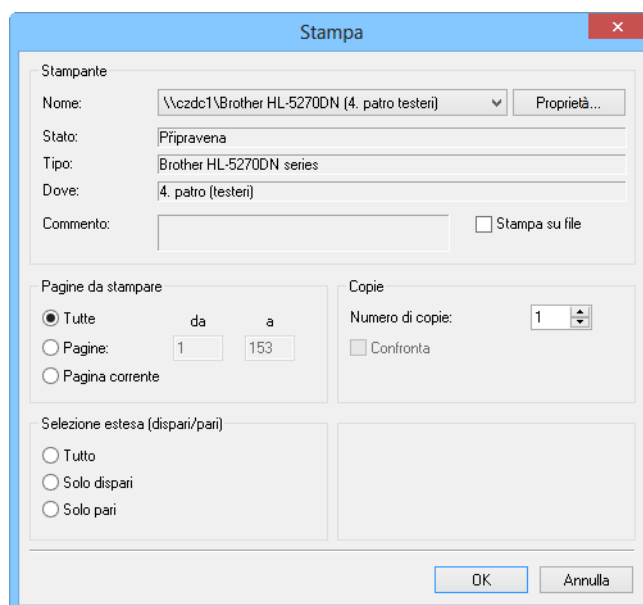 Stampa
Stampante
Nome: \\czdc1\Brother HL-5270DN (4. patro testeri) Proprietà...
Stato: Připravena
Tipo: Brother HL-5270DN series
Dove: 4. patro (testeri)
Commento: Stampa su file
Pagine da stampare
Tutte da a
Pagine: 1 153
Pagina corrente
Copie
Numero di copie: 1
Confronta
Selezione estesa (dispari/pari)
Tutto
Solo dispari
Solo pari
OK Annulla